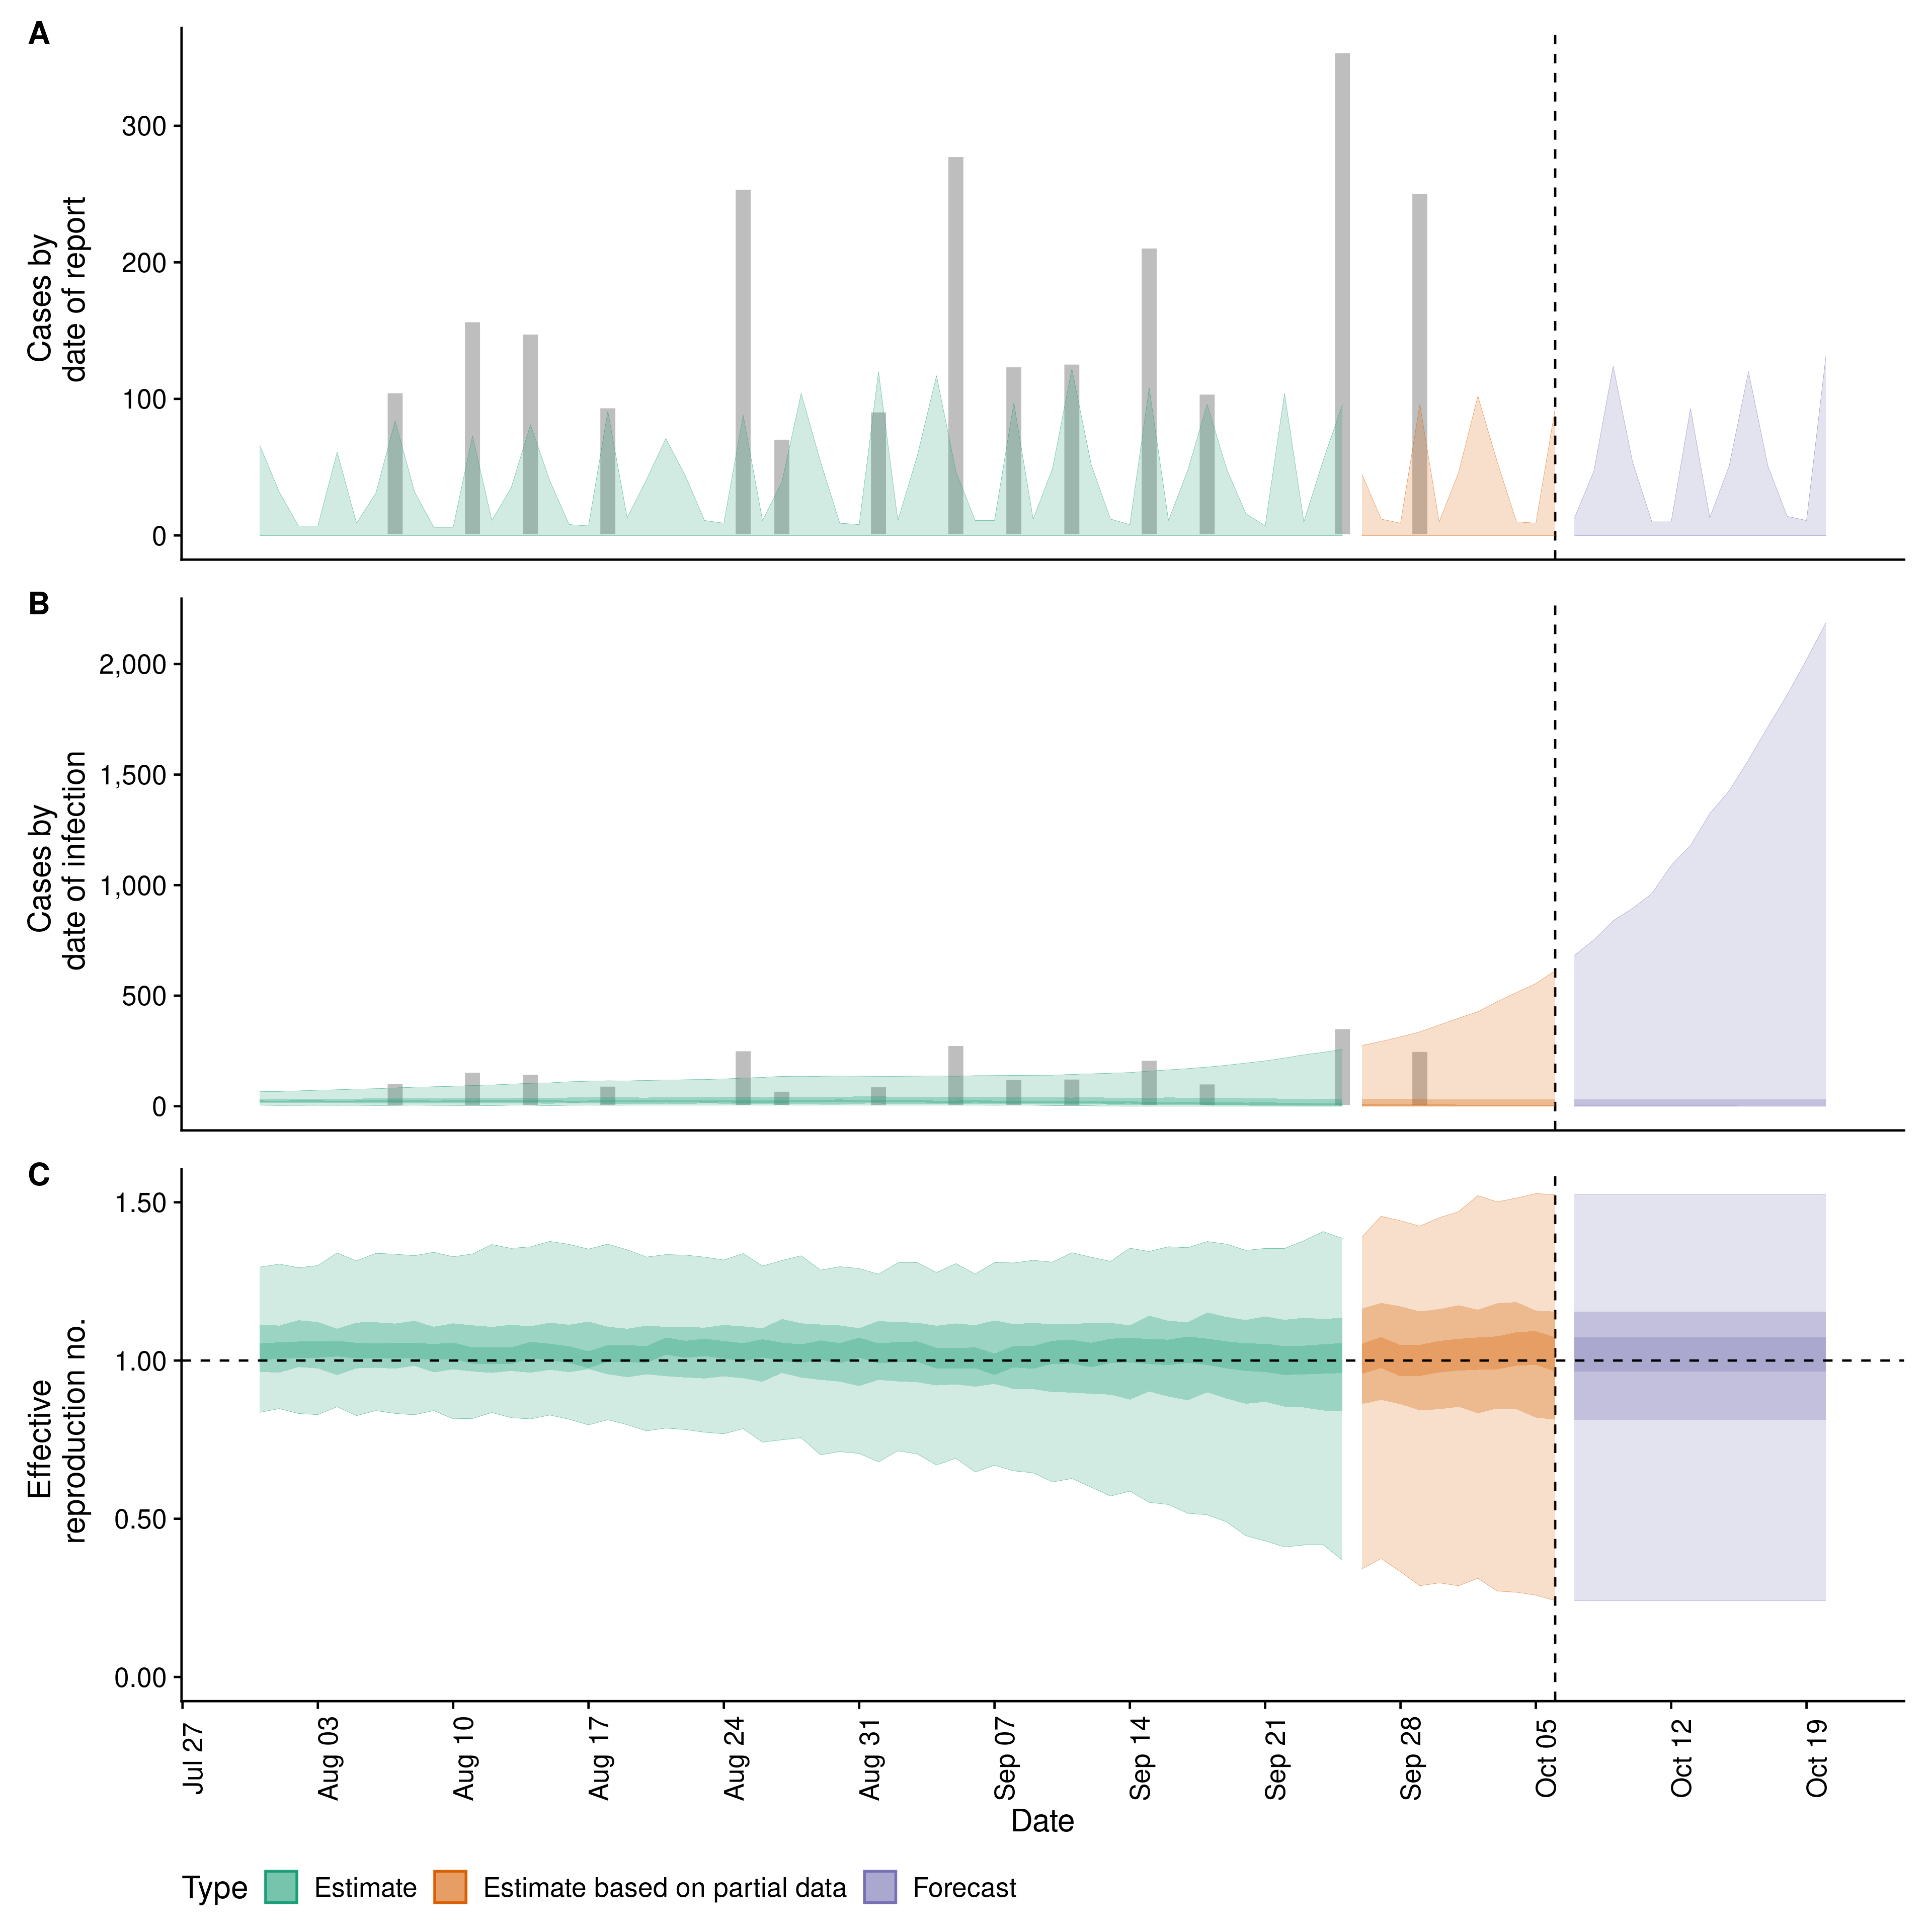 A
Cases by
date of report
300
200
100
0
B
Cases by
date of infection
2,000
1,500
1,000
500
0
C
Effective
reproduction no.
1.50
1.00
0.50
0.00
Jul 27
Aug 03
Aug 10
Aug 17
Aug 24
Aug 31
Sep 07
Sep 14
Sep 21
Sep 28
Oct 05
Oct 12
Oct 19
Date
Type Estimate Estimate based on partial data Forecast